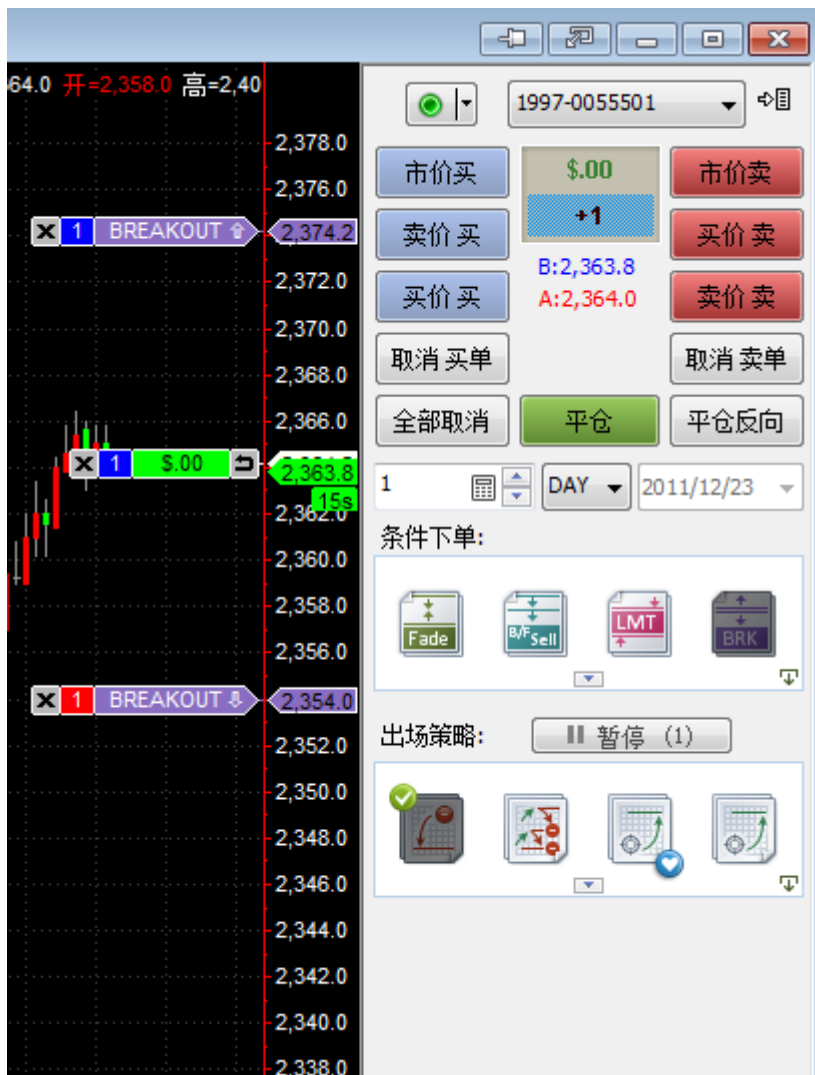 64.0 开=2,358.0 高=2,40
1997-0055501
2,378.0
市价买 $.00 市价卖
2,376.0
+1
1 BREAKOUT 2,374.2
卖价 买 买价 卖
B:2,363.8
2,372.0
买价 买 A:2,364.0 卖价 卖
2,370.0
取消 买单 取消 卖单
2,368.0
2,366.0
全部取消 平仓 平仓反向
1 $.00 2,363.8
1 DAY 2011/12/23
15s
2,362.0
条件下单:
2,360.0
2,358.0
Fade B/F Sell LMT BRK
2,356.0
1 BREAKOUT 2,354.0
出场策略: 暂停 (1)
2,352.0
2,350.0
2,348.0
2,346.0
2,344.0
2,342.0
2,340.0
2,338.0